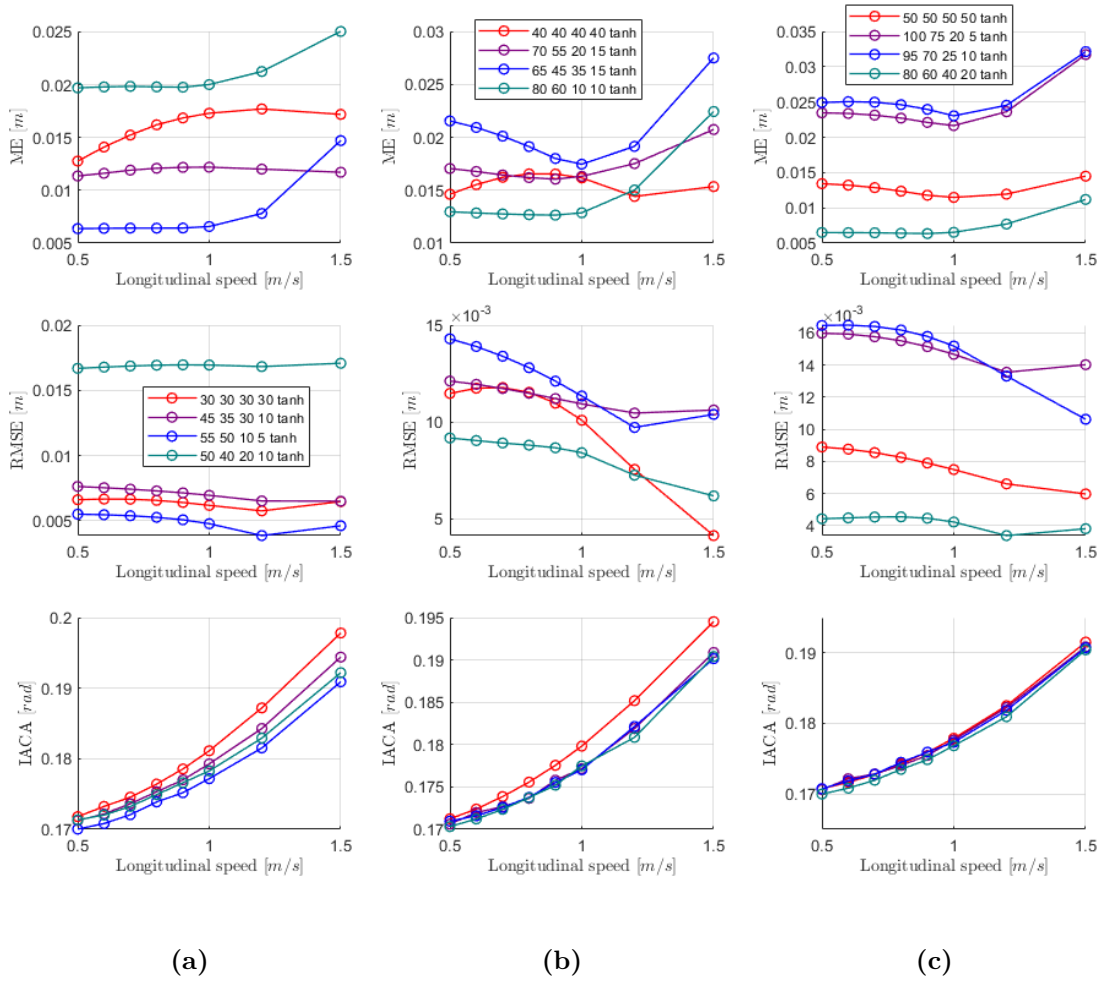 0.025
0.02
0.015
0.01
0.005
ME [m]
0.5 1 1.5
Longitudinal speed [m/s]
0.03
0.025
0.02
0.015
0.01
ME [m]
40 40 40 40 tanh
70 55 20 15 tanh
65 45 35 15 tanh
80 60 10 10 tanh
0.5 1 1.5
Longitudinal speed [m/s]
0.035
0.03
0.025
0.02
0.015
0.01
0.005
ME [m]
50 50 50 50 tanh
100 75 20 5 tanh
95 70 25 10 tanh
80 60 40 20 tanh
0.5 1 1.5
Longitudinal speed [m/s]
0.02
0.015
0.01
0.005
RMSE [m]
30 30 30 30 tanh
45 35 30 10 tanh
55 50 10 5 tanh
50 40 20 10 tanh
0.5 1 1.5
Longitudinal speed [m/s]
×10-3
15
10
5
RMSE [m]
0.5 1 1.5
Longitudinal speed [m/s]
×10-3
16
14
12
10
8
6
4
RMSE [m]
0.5 1 1.5
Longitudinal speed [m/s]
0.2
0.19
0.18
0.17
IACA [rad]
0.5 1 1.5
Longitudinal speed [m/s]
0.195
0.19
0.185
0.18
0.175
0.17
IACA [rad]
0.5 1 1.5
Longitudinal speed [m/s]
0.19
0.18
0.17
IACA [rad]
0.5 1 1.5
Longitudinal speed [m/s]
(a) (b) (c)